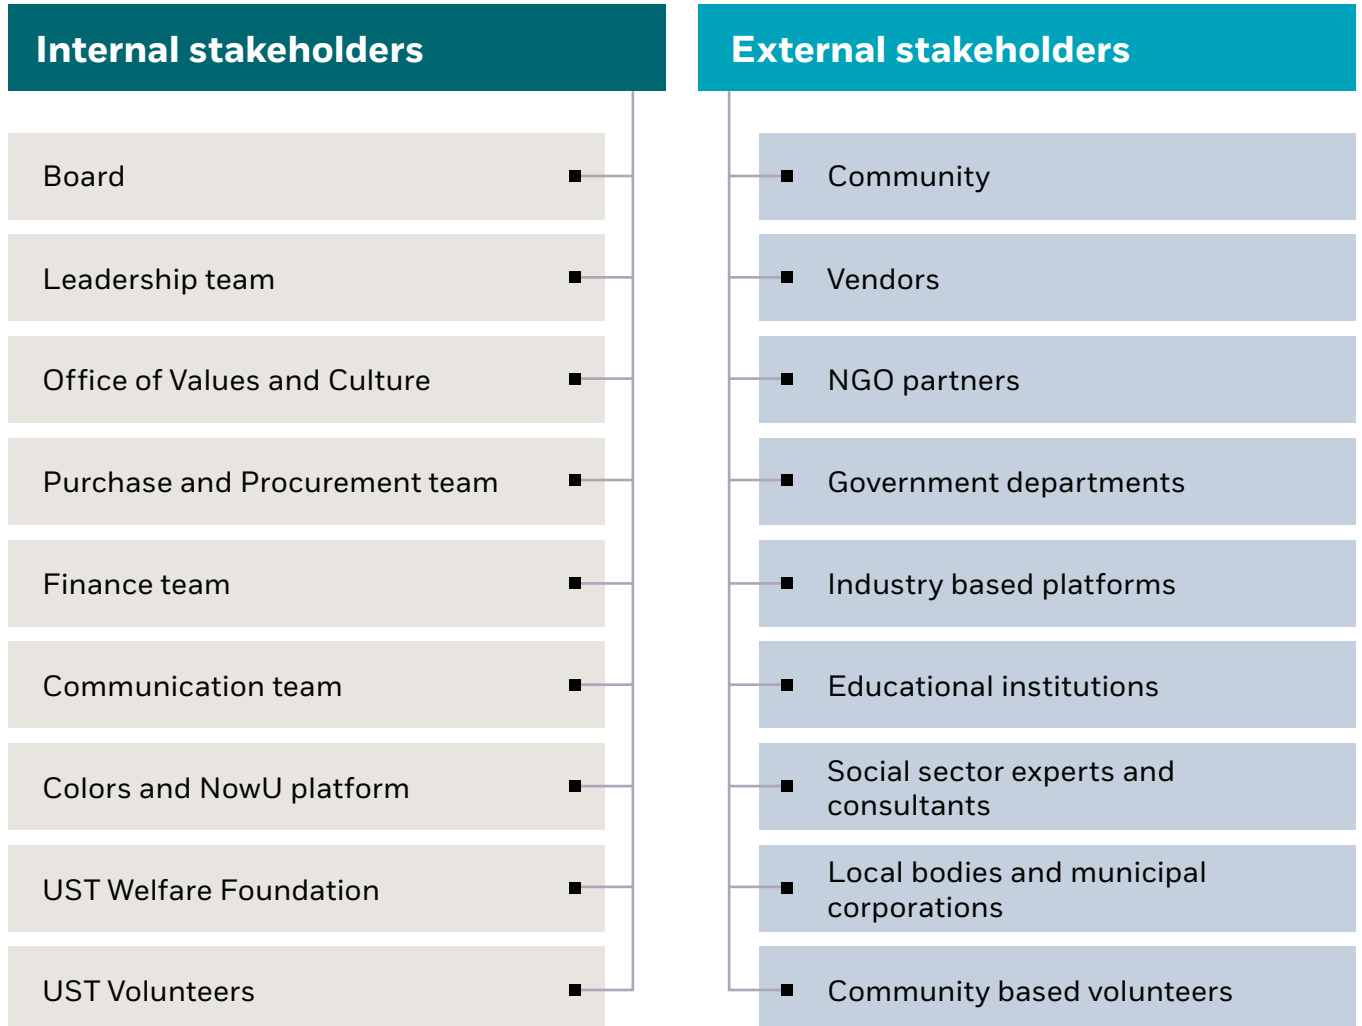 Internal stakeholders
Board
Leadership team
Office of Values and Culture
Purchase and Procurement team
Finance team
Communication team
Colors and NowU platform
UST Welfare Foundation
UST Volunteers
External stakeholders
Community
Vendors
NGO partners
Government departments
Industry based platforms
Educational institutions
Social sector experts and
consultants
Local bodies and municipal
corporations
Community based volunteers